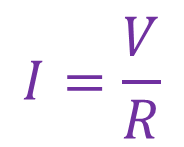 I = V/R